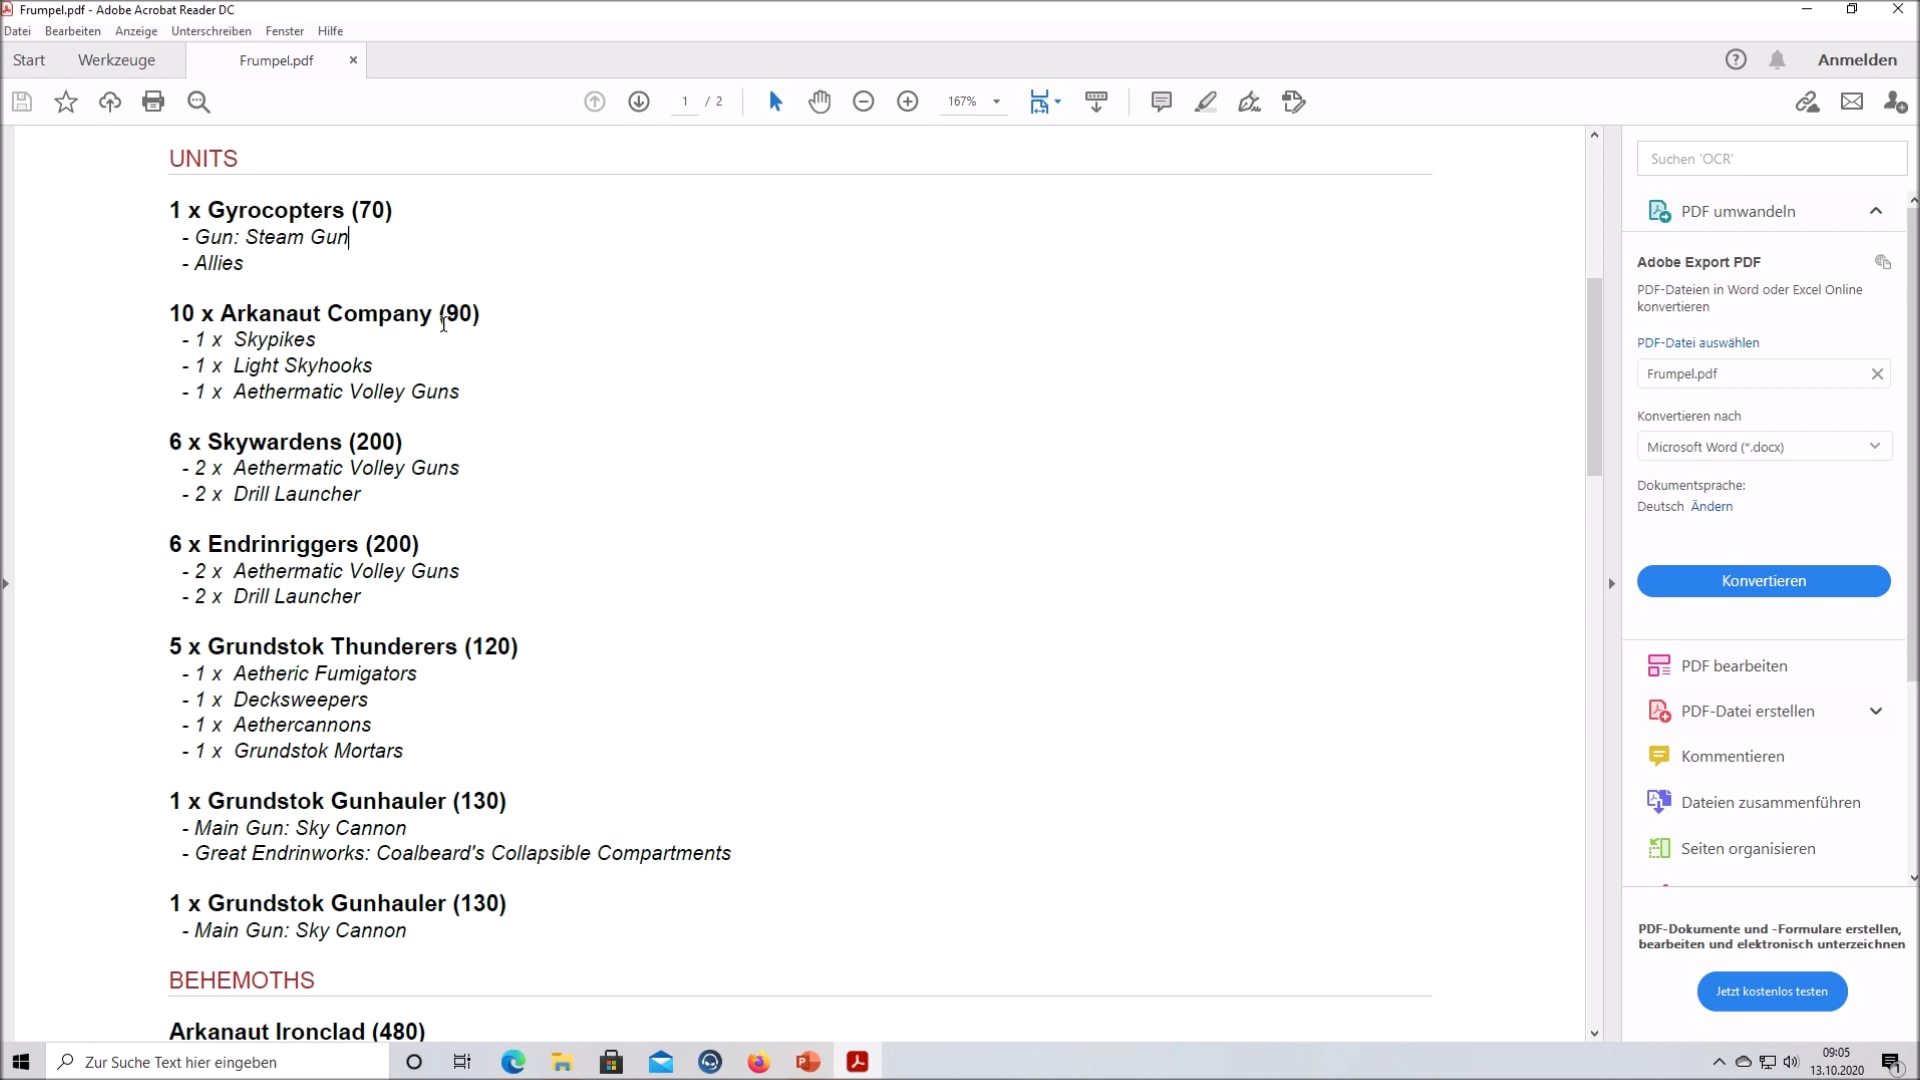 Frumpel.pdf - Adobe Acrobat Reader DC
Datei Bearbeiten Anzeige Unterschreiben Fenster Hilfe
Start Werkzeuge Frumpel.pdf × Anmelden
1 / 2 167%
UNITS
1 x Gyrocopters (70)
- Gun: Steam Gun
- Allies
10 x Arkanaut Company (90)
- 1 x Skypikes
- 1 x Light Skyhooks
- 1 x Aethermatic Volley Guns
6 x Skywardens (200)
- 2 x Aethermatic Volley Guns
- 2 x Drill Launcher
6 x Endrinriggers (200)
- 2 x Aethermatic Volley Guns
- 2 x Drill Launcher
5 x Grundstok Thunderers (120)
- 1 x Aetheric Fumigators
- 1 x Decksweepers
- 1 x Aethercannons
- 1 x Grundstok Mortars
1 x Grundstok Gunhauler (130)
- Main Gun: Sky Cannon
- Great Endrinworks: Coalbeard's Collapsible Compartments
1 x Grundstok Gunhauler (130)
- Main Gun: Sky Cannon
BEHEMOTHS
Arkanaut Ironclad (480)
Suchen 'OCR'
PDF umwandeln
Adobe Export PDF
PDF-Dateien in Word oder Excel Online
konvertieren
PDF-Datei auswählen
Frumpel.pdf
Konvertieren nach
Microsoft Word (*.docx)
Dokumentsprache:
Deutsch Ändern
Konvertieren
PDF bearbeiten
PDF-Datei erstellen
Kommentieren
Dateien zusammenführen
Seiten organisieren
PDF-Dokumente und -Formulare erstellen,
bearbeiten und elektronisch unterzeichnen
Jetzt kostenlos testen
Zur Suche Text hier eingeben
09:05
13.10.2020
1